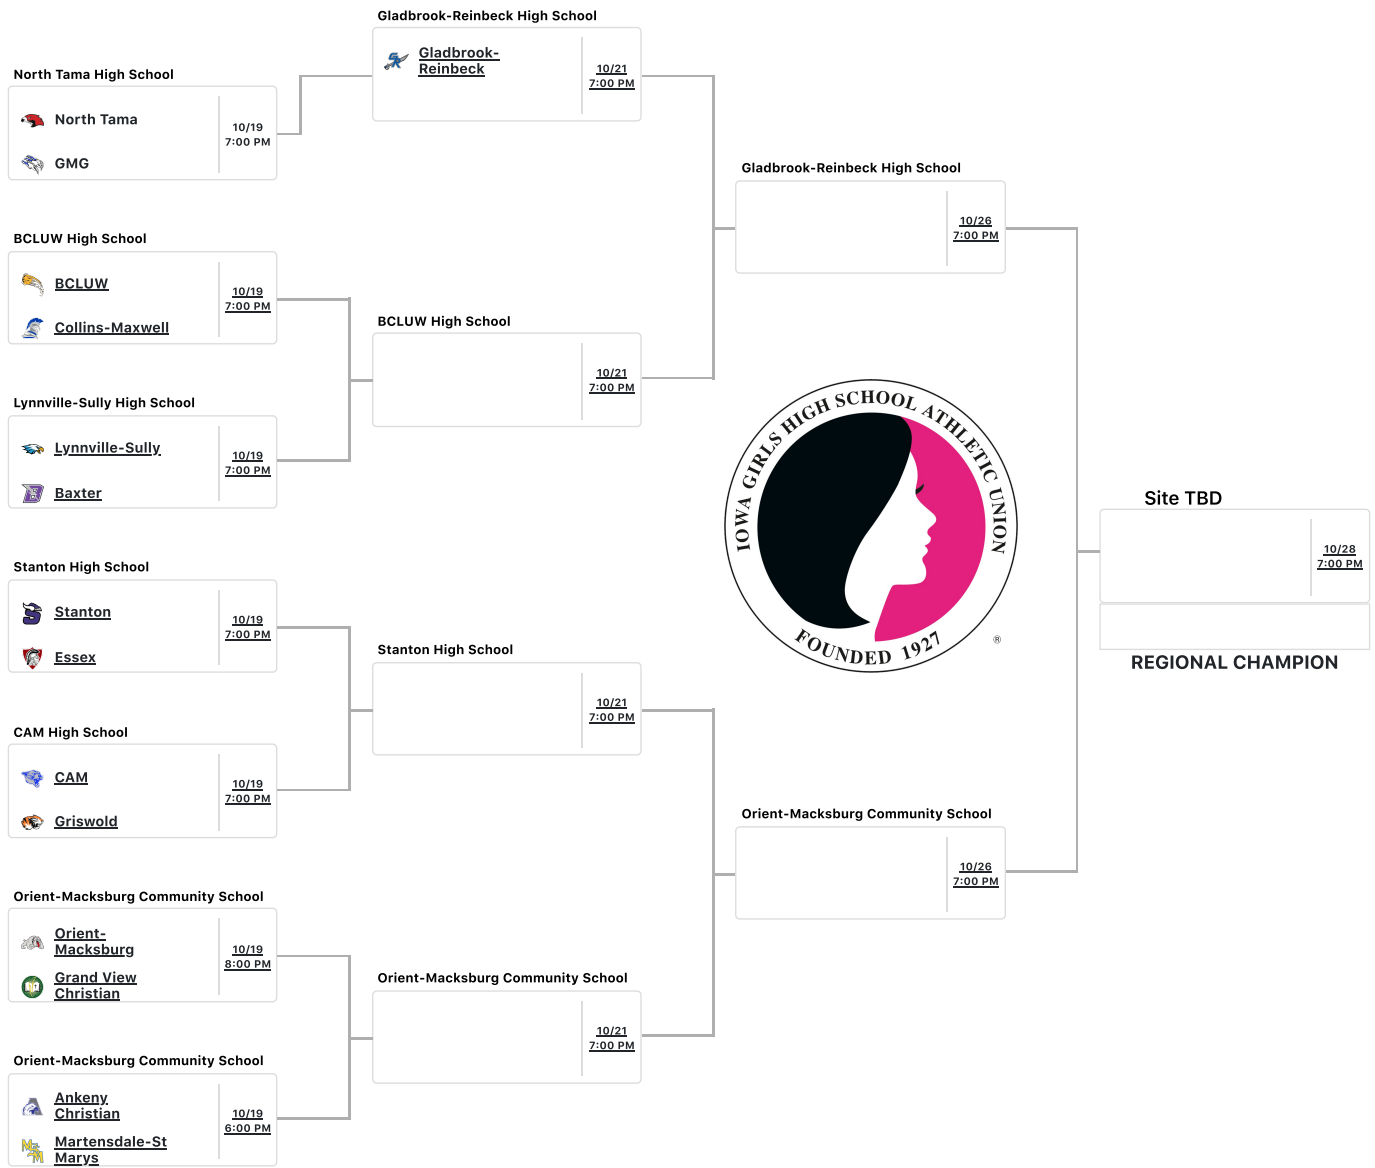 Gladbrook-Reinbeck High School
Gladbrook-
Reinbeck
10/21
7:00 PM
North Tama High School
North Tama
GMG
10/19
7:00 PM
Gladbrook-Reinbeck High School
10/26
7:00 PM
BCLUW High School
BCLUW
Collins-Maxwell
10/19
7:00 PM
BCLUW High School
10/21
7:00 PM
Lynnville-Sully High School
Lynnville-Sully
Baxter
10/19
7:00 PM
IOWA GIRLS HIGH SCHOOL ATHLETIC UNION
FOUNDED 1927
®
Site TBD
10/28
7:00 PM
REGIONAL CHAMPION
Stanton High School
Stanton
Essex
10/19
7:00 PM
Stanton High School
10/21
7:00 PM
CAM High School
CAM
Griswold
10/19
7:00 PM
Orient-Macksburg Community School
10/26
7:00 PM
Orient-Macksburg Community School
Orient-
Macksburg
Grand View
Christian
10/19
8:00 PM
Orient-Macksburg Community School
10/21
7:00 PM
Orient-Macksburg Community School
Ankeny
Christian
Martensdale-St
Marys
10/19
6:00 PM